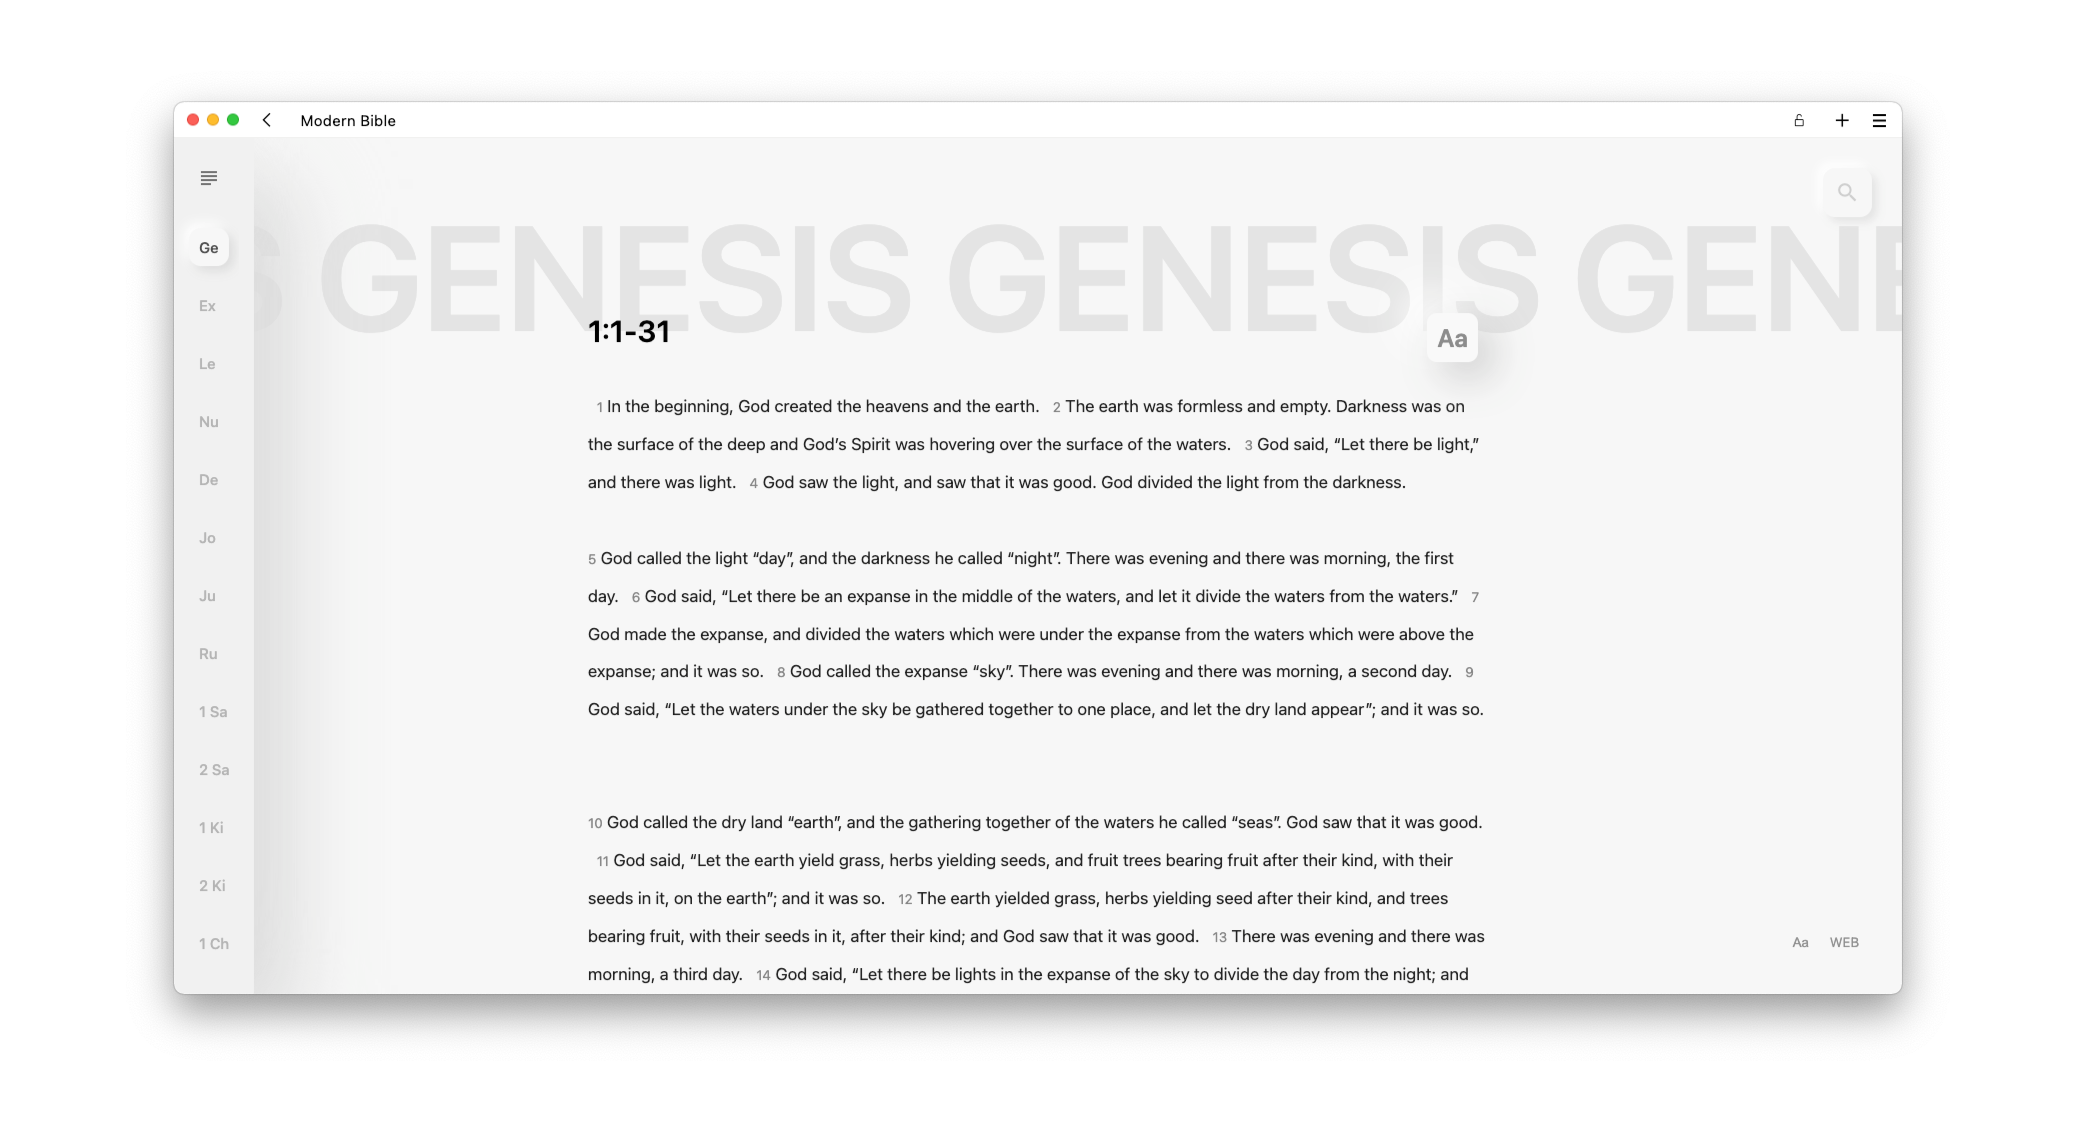 Modern Bible
Ge
Ex
Le
Nu
De
Jo
Ju
Ru
1 Sa
2 Sa
1 Ki
2 Ki
1 Ch
S GENESIS GENESIS GENE
1:1-31
Aa
1 In the beginning, God created the heavens and the earth. 2 The earth was formless and empty. Darkness was on
the surface of the deep and God’s Spirit was hovering over the surface of the waters. 3 God said, “Let there be light,”
and there was light. 4 God saw the light, and saw that it was good. God divided the light from the darkness.
5 God called the light “day”, and the darkness he called “night”. There was evening and there was morning, the first
day. 6 God said, “Let there be an expanse in the middle of the waters, and let it divide the waters from the waters.” 7
God made the expanse, and divided the waters which were under the expanse from the waters which were above the
expanse; and it was so. 8 God called the expanse “sky”. There was evening and there was morning, a second day. 9
God said, “Let the waters under the sky be gathered together to one place, and let the dry land appear”; and it was so.
10 God called the dry land “earth”, and the gathering together of the waters he called “seas”. God saw that it was good.
11 God said, “Let the earth yield grass, herbs yielding seeds, and fruit trees bearing fruit after their kind, with their
seeds in it, on the earth”; and it was so. 12 The earth yielded grass, herbs yielding seed after their kind, and trees
bearing fruit, with their seeds in it, after their kind; and God saw that it was good. 13 There was evening and there was
morning, a third day. 14 God said, “Let there be lights in the expanse of the sky to divide the day from the night; and
Aa WEB